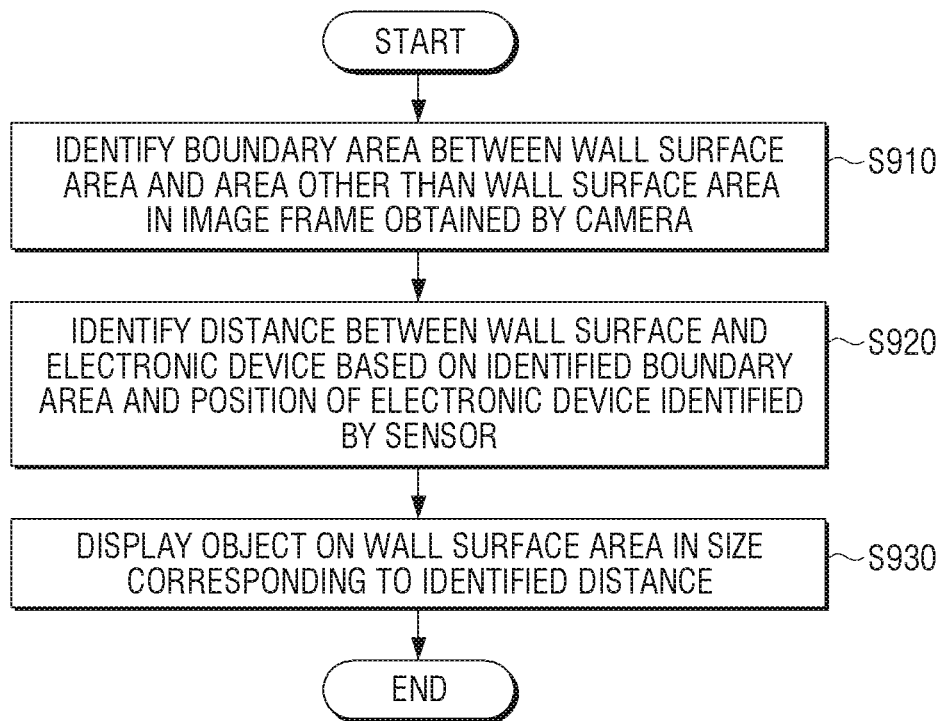 START
IDENTIFY BOUNDARY AREA BETWEEN WALL SURFACE
AREA AND AREA OTHER THAN WALL SURFACE AREA
IN IMAGE FRAME OBTAINED BY CAMERA
S910
IDENTIFY DISTANCE BETWEEN WALL SURFACE AND
ELECTRONIC DEVICE BASED ON IDENTIFIED BOUNDARY
AREA AND POSITION OF ELECTRONIC DEVICE IDENTIFIED
BY SENSOR
S920
DISPLAY OBJECT ON WALL SURFACE AREA IN SIZE
CORRESPONDING TO IDENTIFIED DISTANCE
S930
END